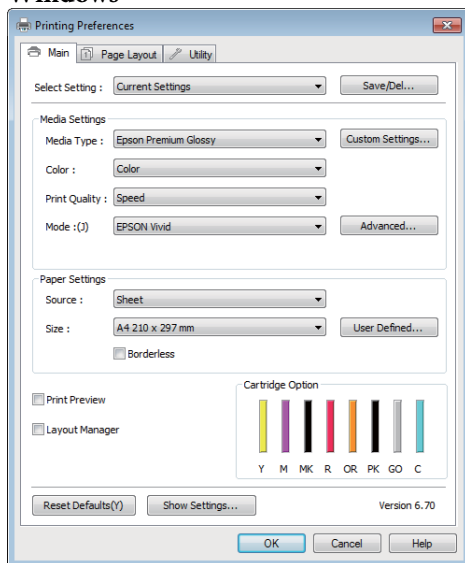 Windows
Printing Preferences
Main Page Layout Utility
Select Setting : Current Settings Save/Del...
Media Settings
Media Type : Epson Premium Glossy Custom Settings...
Color : Color
Print Quality : Speed
Mode :(J) EPSON Vivid Advanced...
Paper Settings
Source : Sheet
Size : A4 210 x 297 mm User Defined...
Borderless
Cartridge Option
Print Preview
Layout Manager
Y M MK R OR PK GO C
Reset Defaults(Y) Show Settings... Version 6.70
OK Cancel Help